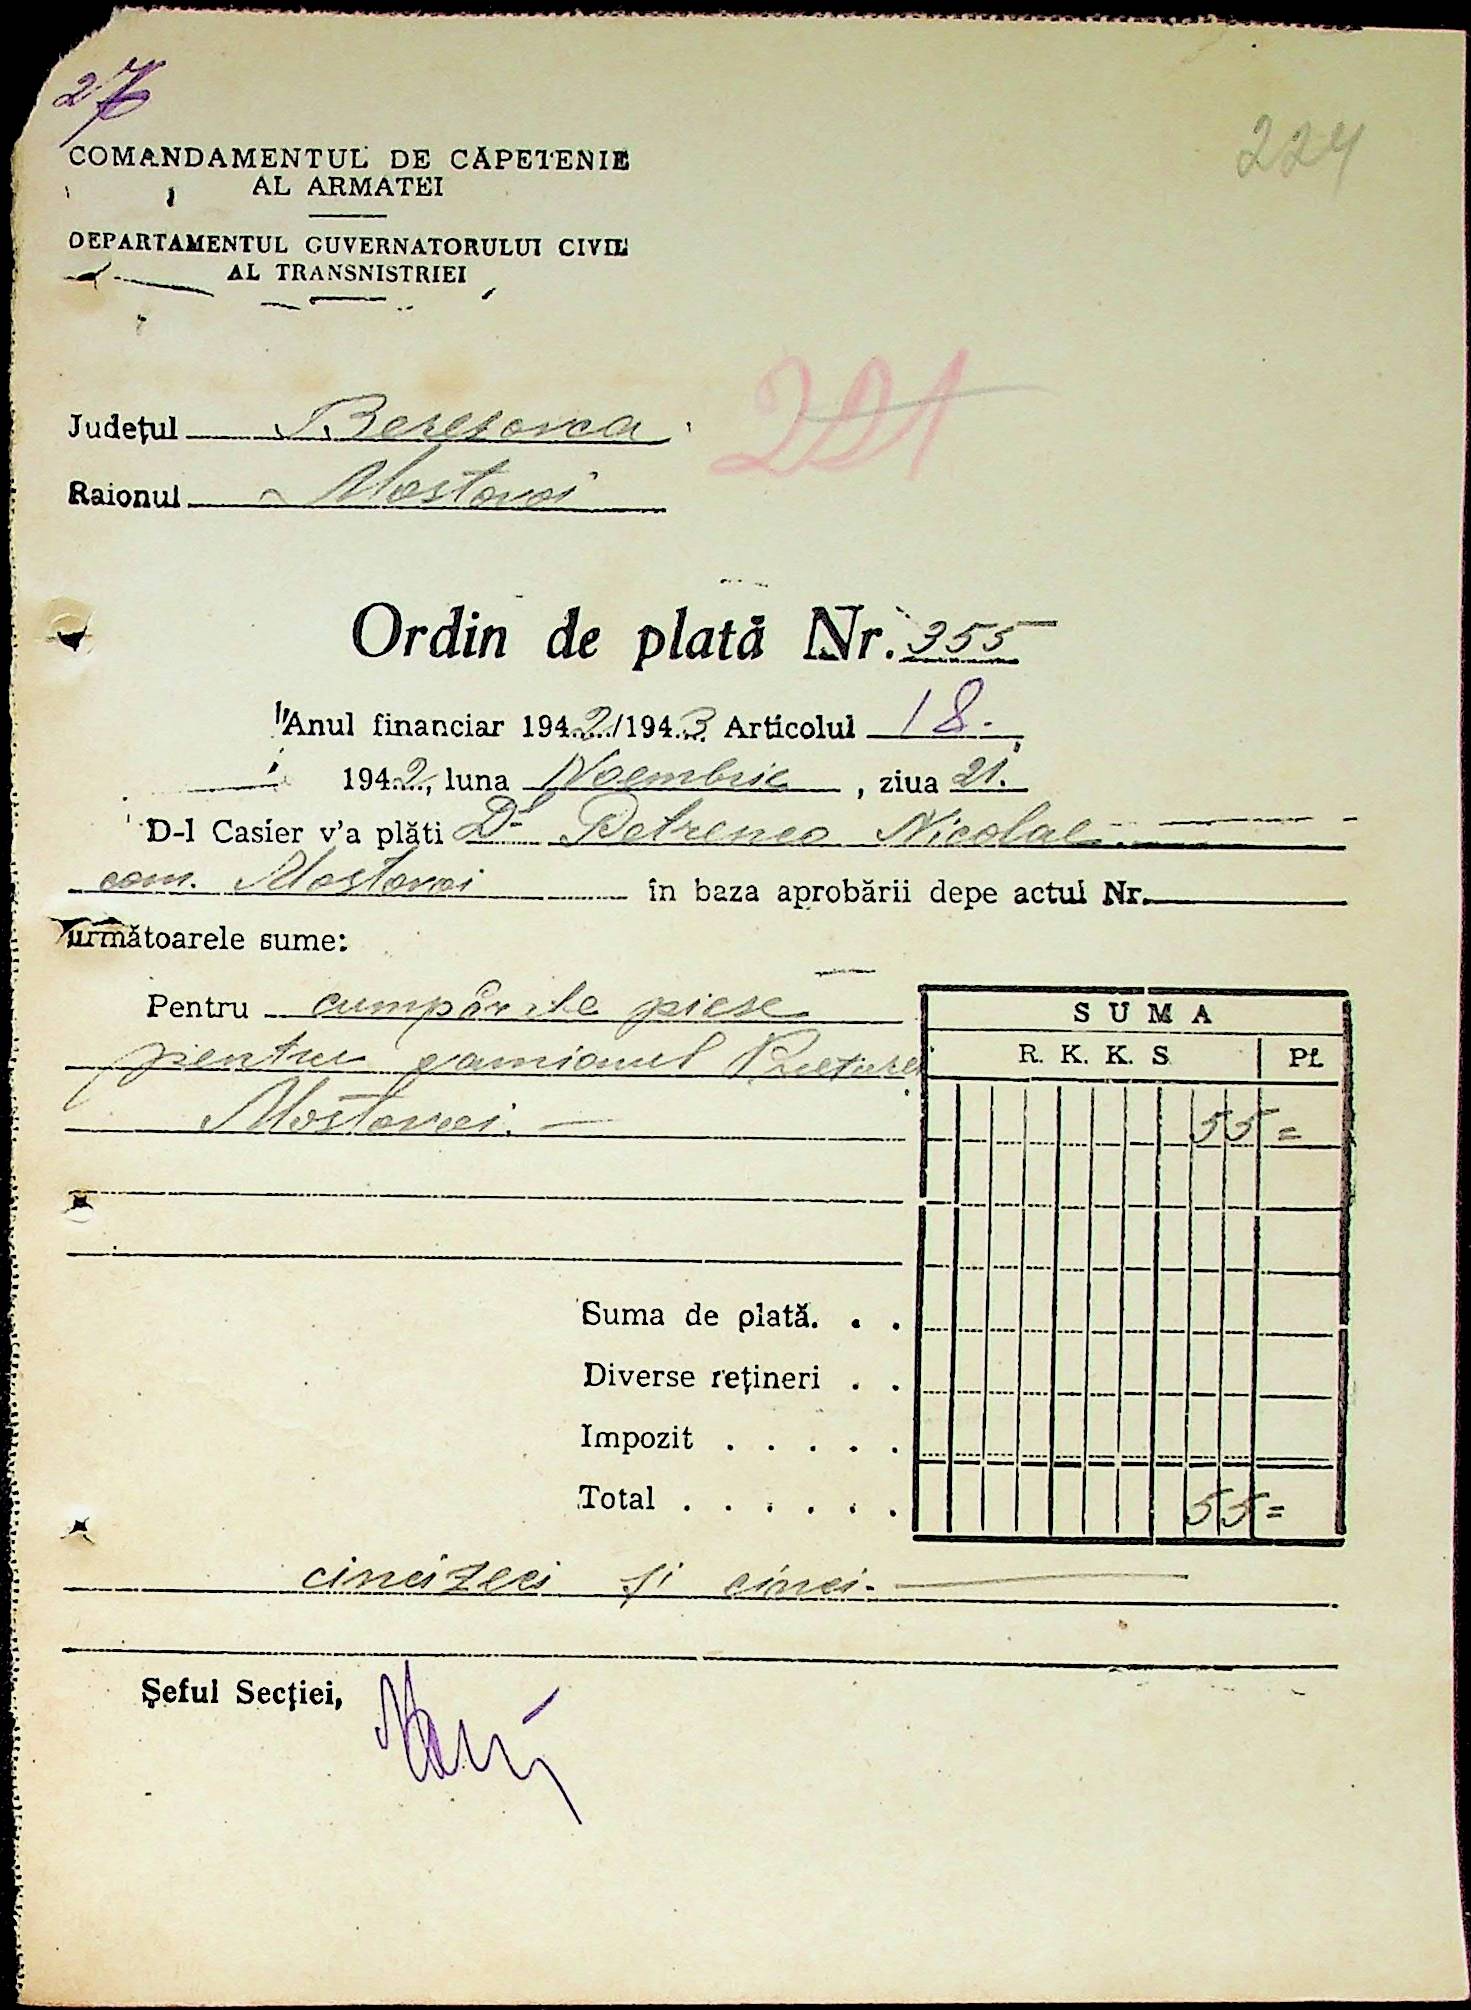 224
COMANDAMENTUL DE CĂPETENIE
AL ARMATEI
DEPARTAMENTUL GUVERNATORULUI CIVIL
AL TRANSNISTRIEI
221
Județul Beresovca
Raionul Mostovoi
Ordin de plată Nr. 355
Anul financiar 1942/1943 Articolul 18.
1942, luna Noembrie, ziua 21.
D-l Casier v'a plăti Dl Petrenco Nicolae
com. Mostovoi în baza aprobării depe actul Nr.
următoarele sume:
Pentru cumpărate piese
pentru camionul Preturei
Mostovoi.
SUMA
R. K. K. S. Pf.
55 =
Suma de plată. . .
Diverse rețineri . .
Impozit . . . . .
Total . . . . . . 55 =
cincizeci și cinci.
Șeful Secției,